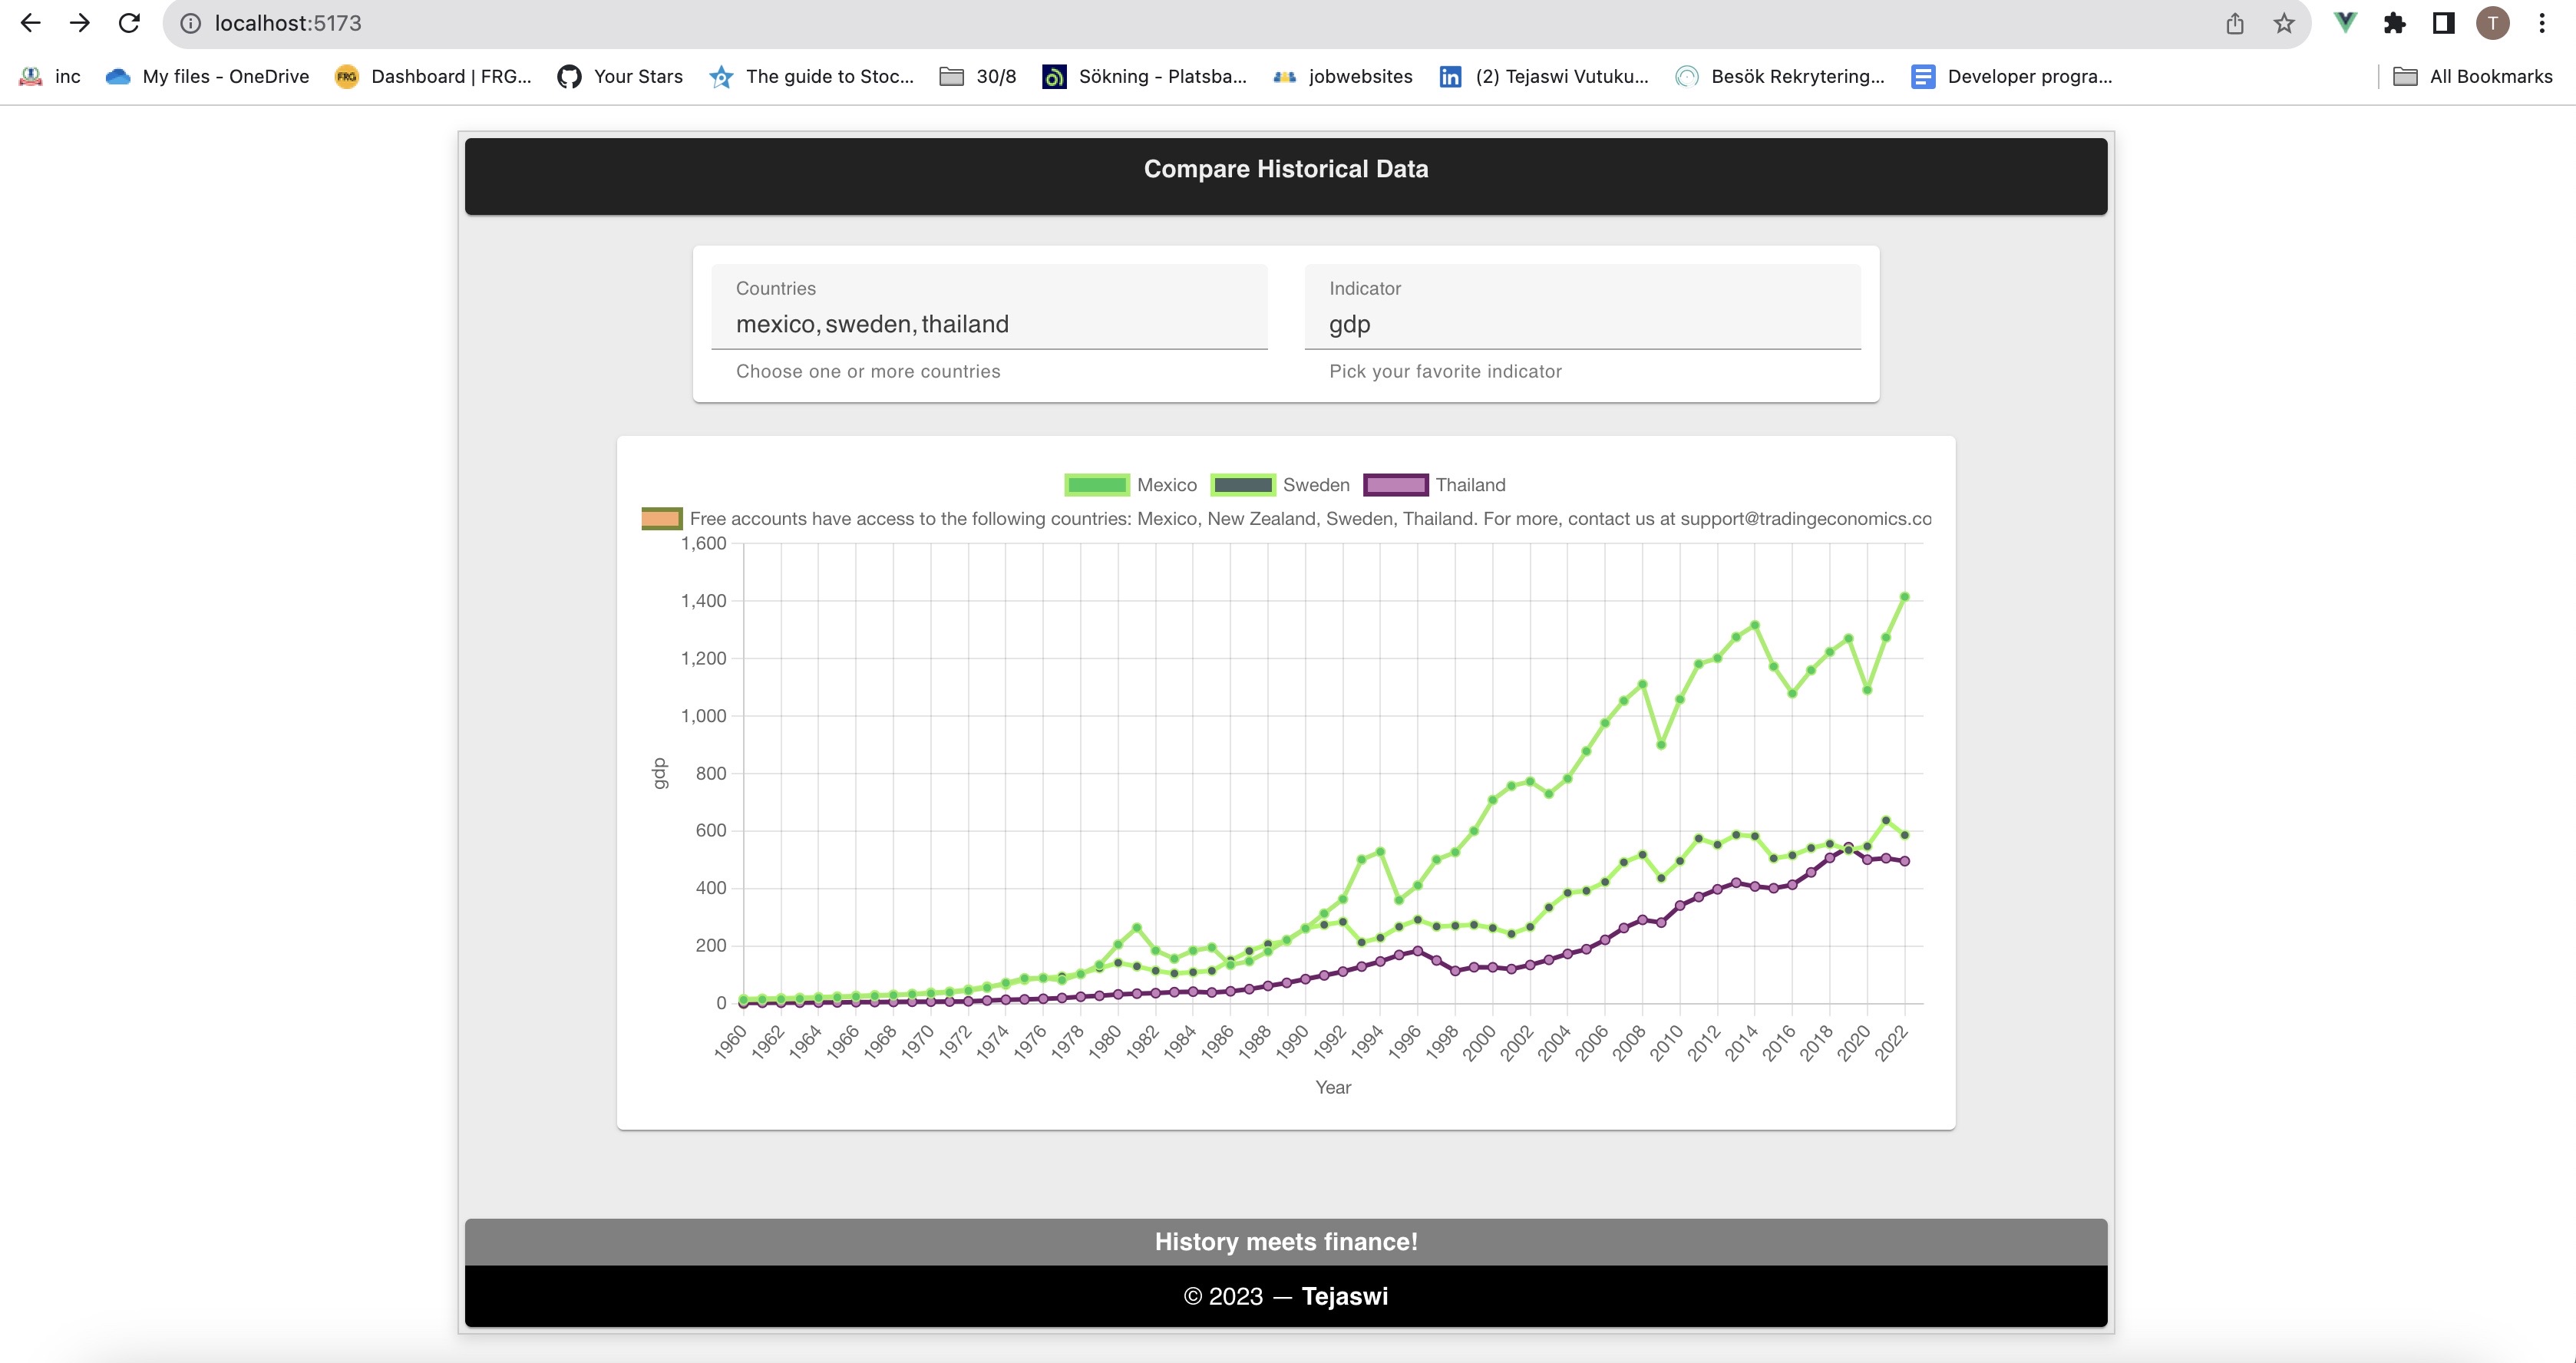 localhost:5173
T
inc
My files - OneDrive
FRG
Dashboard | FRG...
Your Stars
The guide to Stoc...
30/8
Sökning - Platsba...
jobwebsites
in
(2) Tejaswi Vutuku...
Besök Rekrytering...
Developer progra...
All Bookmarks
Compare Historical Data
Countries
mexico, sweden, thailand
Choose one or more countries
Indicator
gdp
Pick your favorite indicator
Mexico Sweden Thailand
Free accounts have access to the following countries: Mexico, New Zealand, Sweden, Thailand. For more, contact us at support@tradingeconomics.co
1,600
1,400
1,200
1,000
800
600
400
200
0
gdp
1960 1962 1964 1966 1968 1970 1972 1974 1976 1978 1980 1982 1984 1986 1988 1990 1992 1994 1996 1998 2000 2002 2004 2006 2008 2010 2012 2014 2016 2018 2020 2022
Year
History meets finance!
© 2023 — Tejaswi